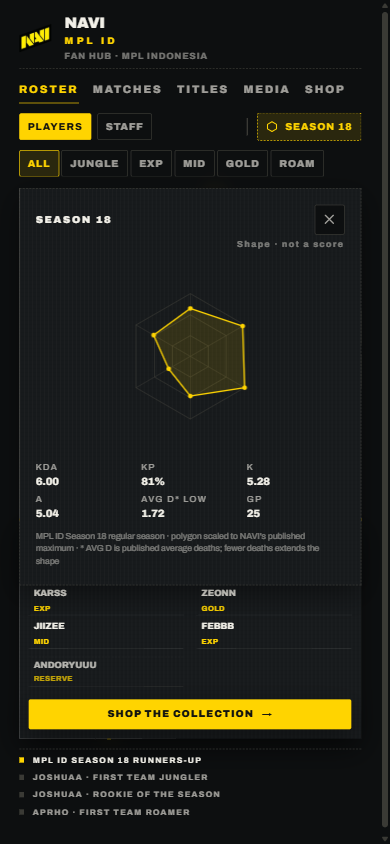 NAVI
MPL ID
FAN HUB · MPL INDONESIA
ROSTER MATCHES TITLES MEDIA SHOP
PLAYERS STAFF SEASON 18
ALL JUNGLE EXP MID GOLD ROAM
SEASON 18
Shape · not a score
KDA KP K
6.00 81% 5.28
A AVG D* LOW GP
5.04 1.72 25
MPL ID Season 18 regular season · polygon scaled to NAVI's published
maximum · * AVG D is published average deaths; fewer deaths extends the
shape
KARSS ZEONN
EXP GOLD
JIIZEE FEBBB
MID EXP
ANDORYUUU
RESERVE
SHOP THE COLLECTION →
MPL ID SEASON 18 RUNNERS-UP
JOSHUAA · FIRST TEAM JUNGLER
JOSHUAA · ROOKIE OF THE SEASON
APRHO · FIRST TEAM ROAMER